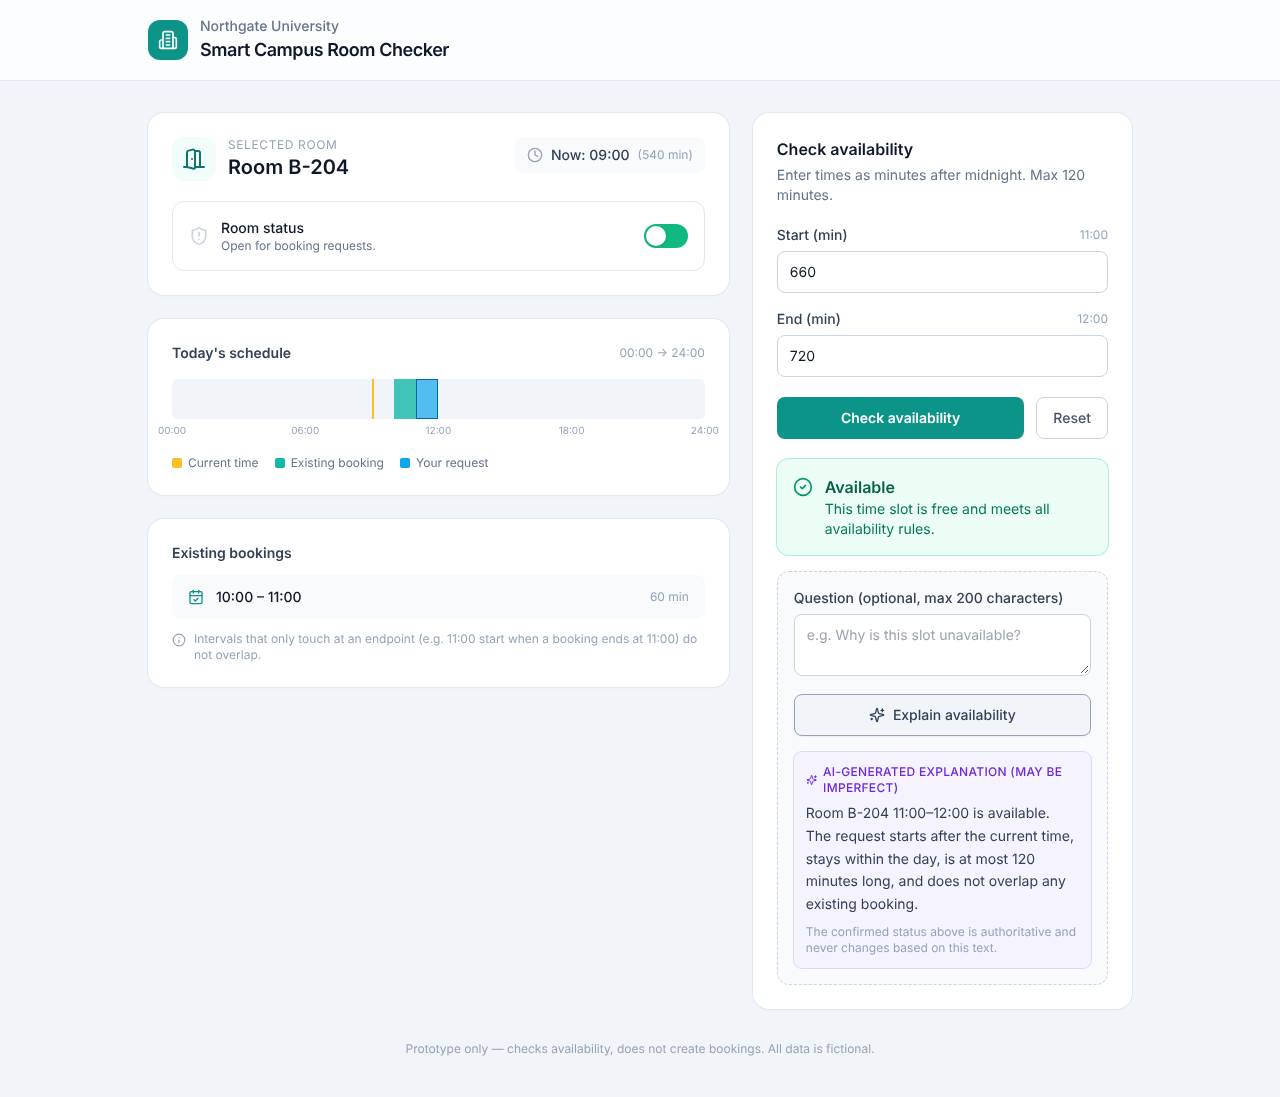 Northgate University
Smart Campus Room Checker
SELECTED ROOM
Room B-204
Now: 09:00 (540 min)
Room status
Open for booking requests.
Today's schedule
00:00 → 24:00
00:00 06:00 12:00 18:00 24:00
Current time Existing booking Your request
Existing bookings
10:00 – 11:00 60 min
Intervals that only touch at an endpoint (e.g. 11:00 start when a booking ends at 11:00) do
not overlap.
Check availability
Enter times as minutes after midnight. Max 120
minutes.
Start (min) 11:00
660
End (min) 12:00
720
Check availability Reset
Available
This time slot is free and meets all
availability rules.
Question (optional, max 200 characters)
e.g. Why is this slot unavailable?
Explain availability
AI-GENERATED EXPLANATION (MAY BE
IMPERFECT)
Room B-204 11:00–12:00 is available.
The request starts after the current time,
stays within the day, is at most 120
minutes long, and does not overlap any
existing booking.
The confirmed status above is authoritative and
never changes based on this text.
Prototype only — checks availability, does not create bookings. All data is fictional.